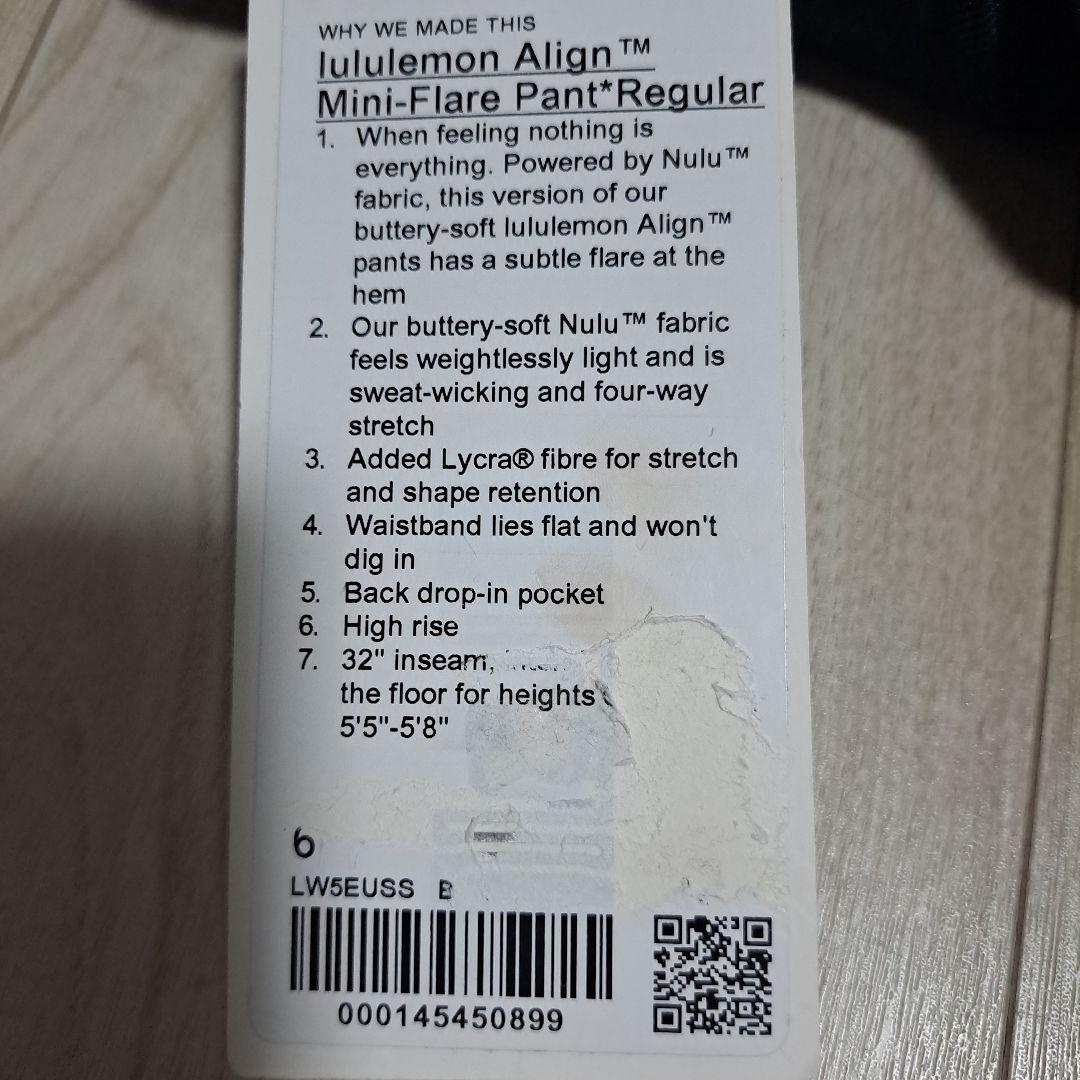 WHY WE MADE THIS
lululemon Align™
Mini-Flare Pant*Regular
1. When feeling nothing is
everything. Powered by Nulu™
fabric, this version of our
buttery-soft lululemon Align™
pants has a subtle flare at the
hem
2. Our buttery-soft Nulu™ fabric
feels weightlessly light and is
sweat-wicking and four-way
stretch
3. Added Lycra® fibre for stretch
and shape retention
4. Waistband lies flat and won't
dig in
5. Back drop-in pocket
6. High rise
7. 32" inseam,
the floor for heights
5'5"-5'8"
6
LW5EUSS
000145450899